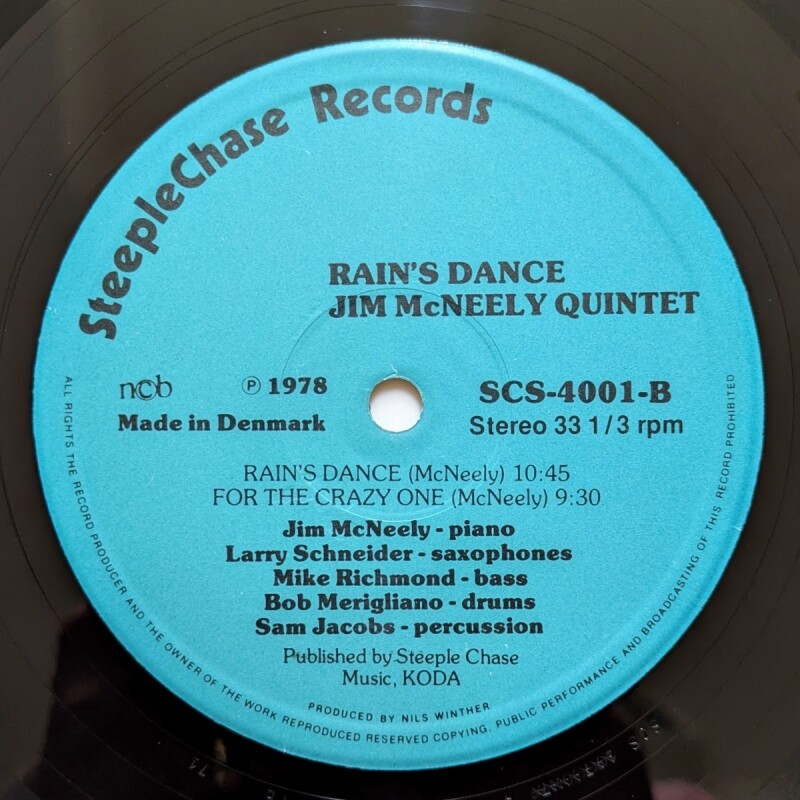 SteepleChase Records
RAIN'S DANCE
JIM McNEELY QUINTET
ncb
℗ 1978
Made in Denmark
SCS-4001-B
Stereo 33 1/3 rpm
RAIN'S DANCE (McNeely) 10:45
FOR THE CRAZY ONE (McNeely) 9:30
Jim McNeely - piano
Larry Schneider - saxophones
Mike Richmond - bass
Bob Merigliano - drums
Sam Jacobs - percussion
Published by Steeple Chase
Music, KODA
PRODUCED BY NILS WINTHER
ALL RIGHTS THE RECORD PRODUCER AND THE OWNER OF THE WORK REPRODUCED RESERVED COPYING, PUBLIC PERFORMANCE AND BROADCASTING OF THIS RECORD PROHIBITED